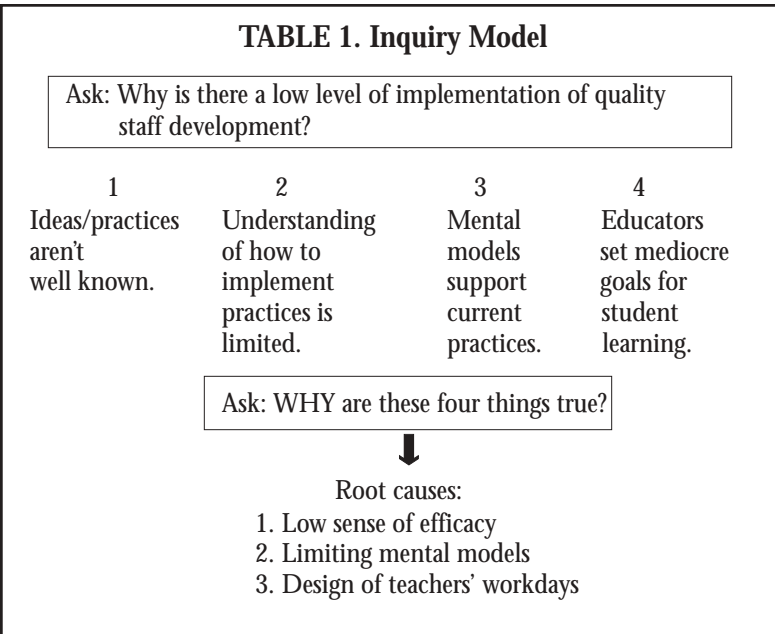 TABLE 1. Inquiry Model
Ask: Why is there a low level of implementation of quality
staff development?
1
Ideas/practices
aren't
well known.
2
Understanding
of how to
implement
practices is
limited.
3
Mental
models
support
current
practices.
4
Educators
set mediocre
goals for
student
learning.
Ask: WHY are these four things true?
Root causes:
1. Low sense of efficacy
2. Limiting mental models
3. Design of teachers’ workdays